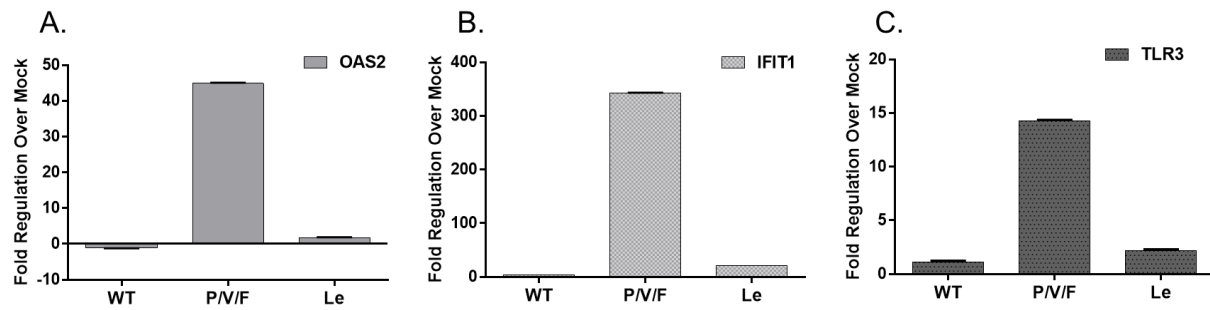 A.
OAS2
Fold Regulation Over Mock
50
40
30
20
10
0
-10
WT P/V/F Le
B.
IFIT1
Fold Regulation Over Mock
400
300
200
100
0
WT P/V/F Le
C.
TLR3
Fold Regulation Over Mock
20
15
10
5
0
WT P/V/F Le